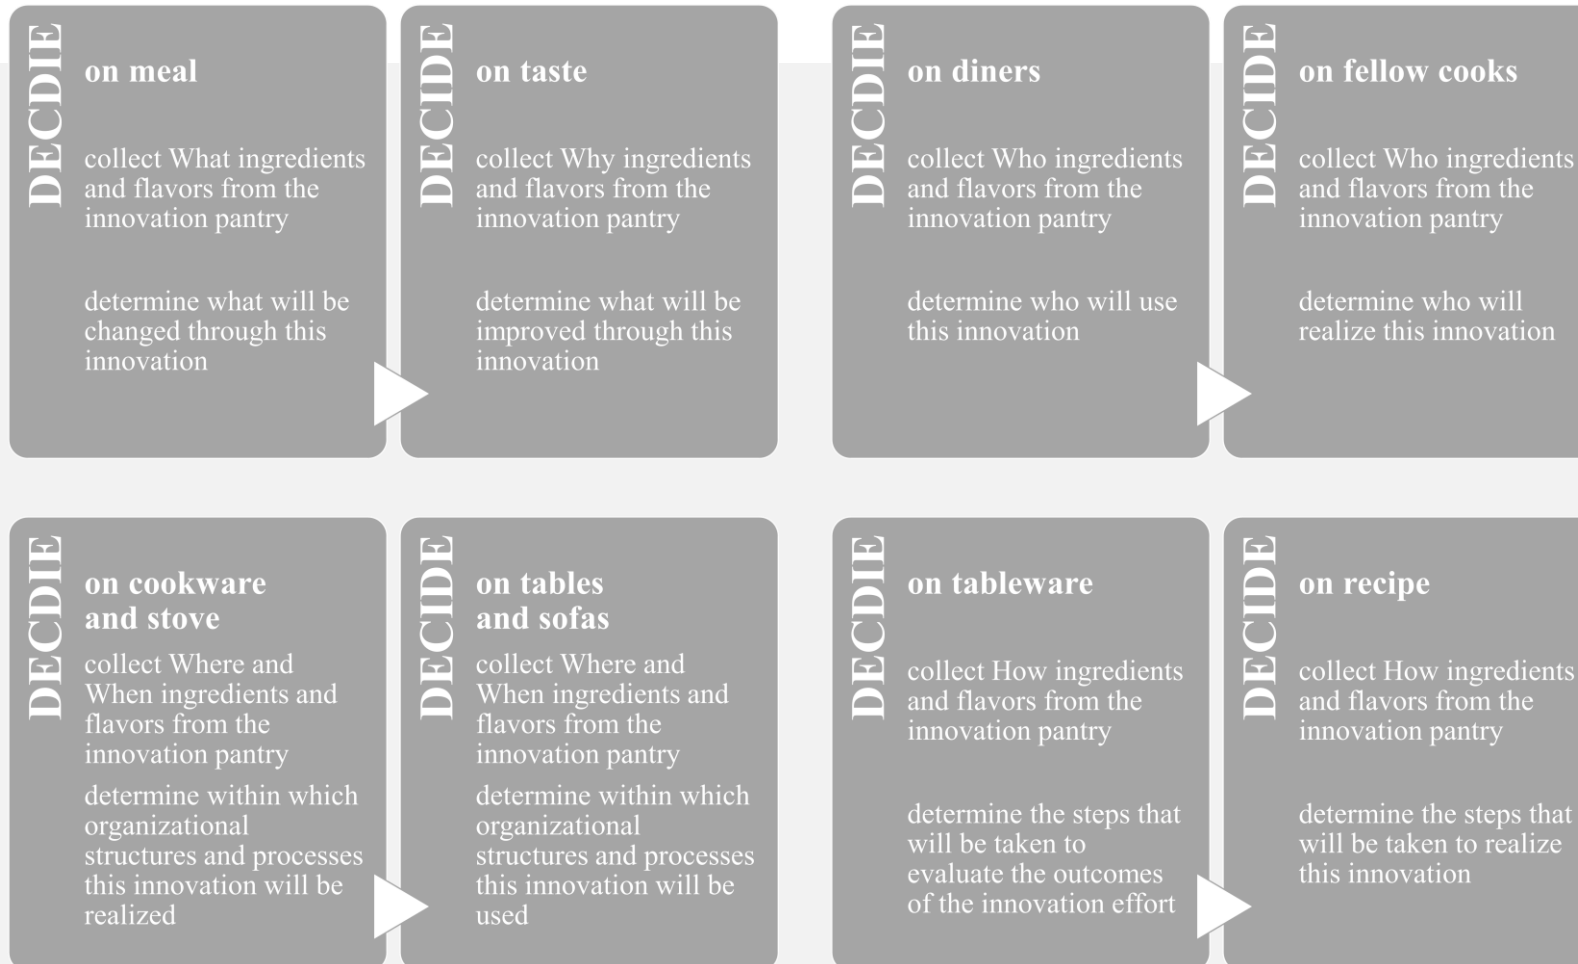 DECDIE
on meal
collect What ingredients
and flavors from the
innovation pantry
determine what will be
changed through this
innovation
DECIDE
on taste
collect Why ingredients
and flavors from the
innovation pantry
determine what will be
improved through this
innovation
DECDIE
on diners
collect Who ingredients
and flavors from the
innovation pantry
determine who will use
this innovation
DECIDE
on fellow cooks
collect Who ingredients
and flavors from the
innovation pantry
determine who will
realize this innovation
DECDIE
on cookware
and stove
collect Where and
When ingredients and
flavors from the
innovation pantry
determine within which
organizational
structures and processes
this innovation will be
realized
DECIDE
on tables
and sofas
collect Where and
When ingredients and
flavors from the
innovation pantry
determine within which
organizational
structures and processes
this innovation will be
used
DECDIE
on tableware
collect How ingredients
and flavors from the
innovation pantry
determine the steps that
will be taken to
evaluate the outcomes
of the innovation effort
DECIDE
on recipe
collect How ingredients
and flavors from the
innovation pantry
determine the steps that
will be taken to realize
this innovation